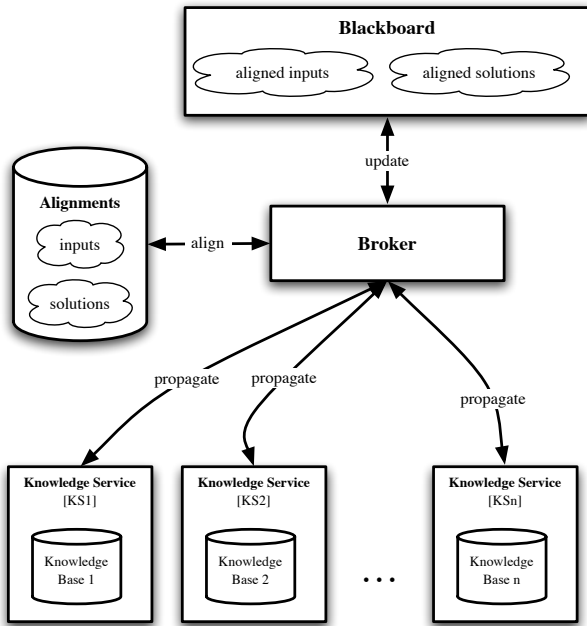 Blackboard
aligned inputs
aligned solutions
update
Alignments
inputs
solutions
align
Broker
propagate
propagate
propagate
Knowledge Service
[KS1]
Knowledge
Base 1
Knowledge Service
[KS2]
Knowledge
Base 2
...
Knowledge Service
[KSn]
Knowledge
Base n